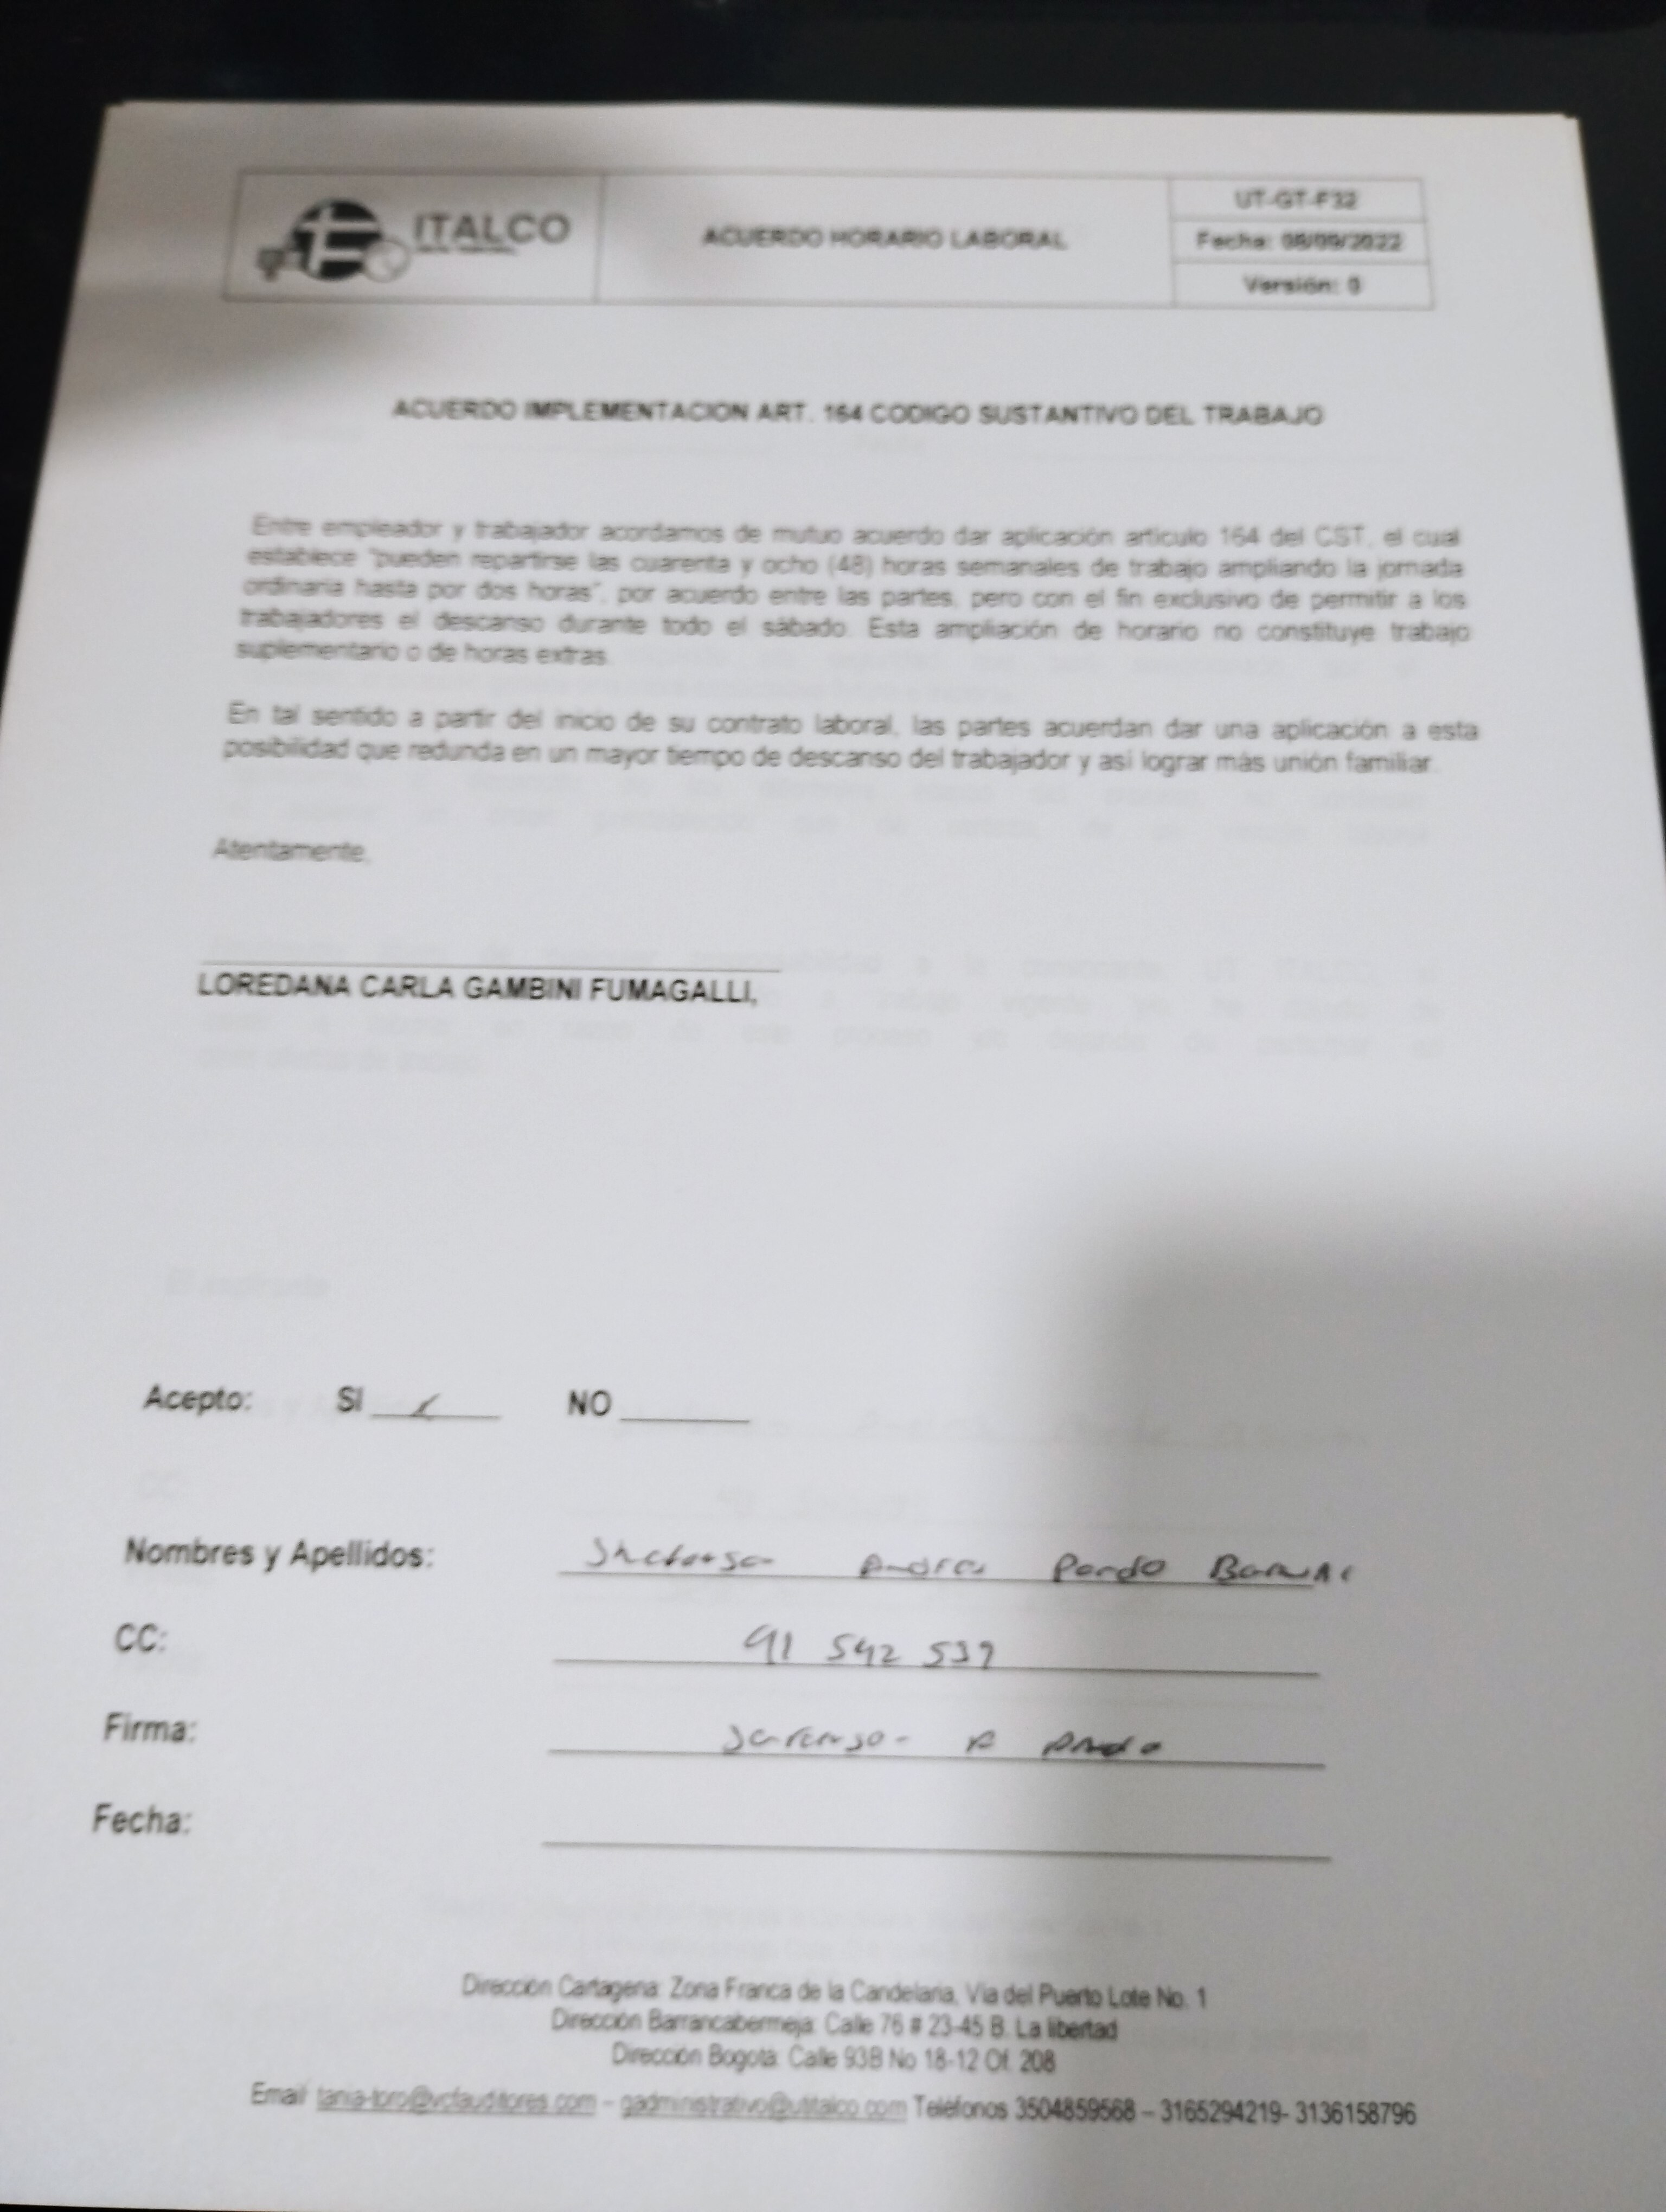 ITALCO
ACUERDO HORARIO LABORAL
UT-GT-F32
Fecha: 08/09/2022
Versión: 0
ACUERDO IMPLEMENTACION ART. 164 CODIGO SUSTANTIVO DEL TRABAJO
Entre empleador y trabajador acordamos de mutuo acuerdo dar aplicación articulo 164 del CST, el cual
establece "pueden repartirse las cuarenta y ocho (48) horas semanales de trabajo ampliando la jornada
ordinaria hasta por dos horas", por acuerdo entre las partes, pero con el fin exclusivo de permitir a los
trabajadores el descanso durante todo el sábado. Esta ampliación de horario no constituye trabajo
suplementario o de horas extras.
En tal sentido a partir del inicio de su contrato laboral, las partes acuerdan dar una aplicación a esta
posibilidad que redunda en un mayor tiempo de descanso del trabajador y así lograr más unión familiar.
Atentamente,
LOREDANA CARLA GAMBINI FUMAGALLI,
Acepto: SI NO
Nombres y Apellidos: Pardo
CC: 91 542 539
Firma:
Fecha:
Dirección Cartagena: Zona Franca de la Candelaria, Vía del Puerto Lote No. 1
Dirección Barrancabermeja: Calle 76 # 23-45 B. La libertad
Dirección Bogotá: Calle 93B No 18-12 Of. 208
Email tania-toro@vcfauditores.com – gadministrativo@utitalco.com Teléfonos 3504859568 – 3165294219- 3136158796